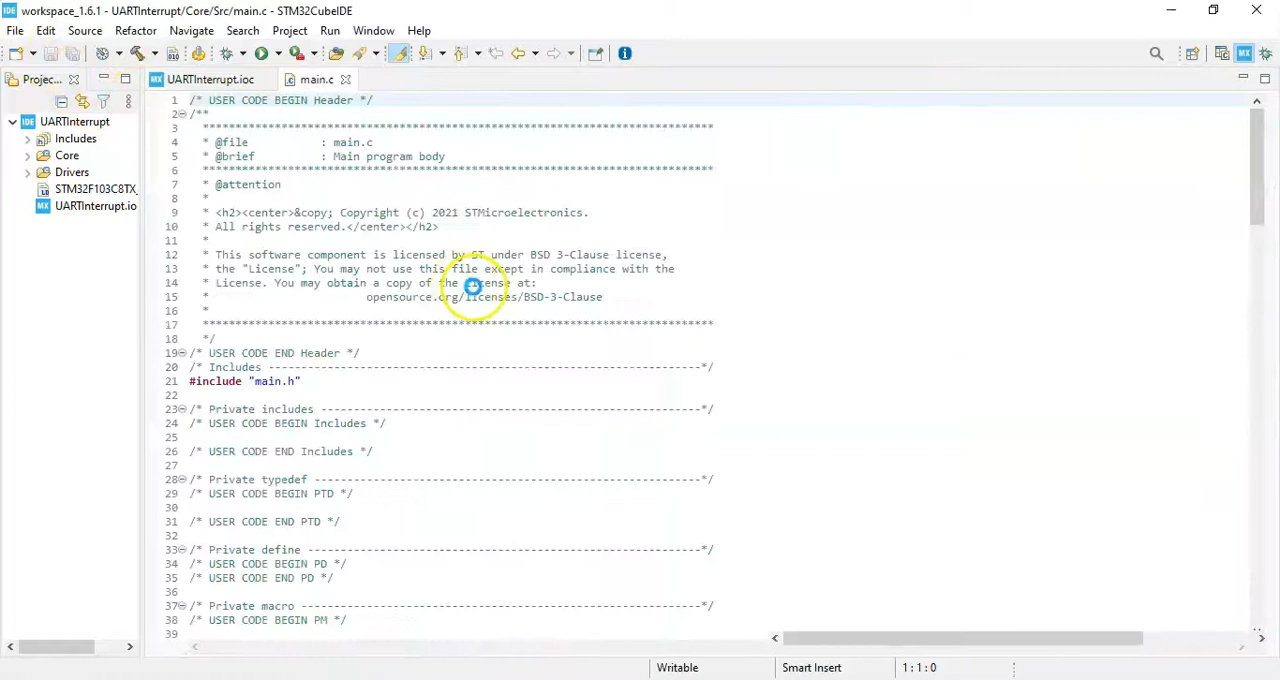 IDE workspace_1.6.1 - UARTInterrupt/Core/Src/main.c - STM32CubeIDE
File Edit Source Refactor Navigate Search Project Run Window Help
Projec... MX UARTInterrupt.ioc main.c
IDE UARTInterrupt
Includes
Core
Drivers
STM32F103C8TX_
MX UARTInterrupt.io
1 /* USER CODE BEGIN Header */
2 /**
3 ******************************************************************************
4 * @file : main.c
5 * @brief : Main program body
6 ******************************************************************************
7 * @attention
8 *
9 * <h2><center>&copy; Copyright (c) 2021 STMicroelectronics.
10 * All rights reserved.</center></h2>
11 *
12 * This software component is licensed by ST under BSD 3-Clause license,
13 * the "License"; You may not use this file except in compliance with the
14 * License. You may obtain a copy of the License at:
15 * opensource.org/licenses/BSD-3-Clause
16 *
17 ******************************************************************************
18 */
19 /* USER CODE END Header */
20 /* Includes ------------------------------------------------------------------*/
21 #include "main.h"
22
23 /* Private includes ----------------------------------------------------------*/
24 /* USER CODE BEGIN Includes */
25
26 /* USER CODE END Includes */
27
28 /* Private typedef -----------------------------------------------------------*/
29 /* USER CODE BEGIN PTD */
30
31 /* USER CODE END PTD */
32
33 /* Private define ------------------------------------------------------------*/
34 /* USER CODE BEGIN PD */
35 /* USER CODE END PD */
36
37 /* Private macro -------------------------------------------------------------*/
38 /* USER CODE BEGIN PM */
39
Writable Smart Insert 1 : 1 : 0